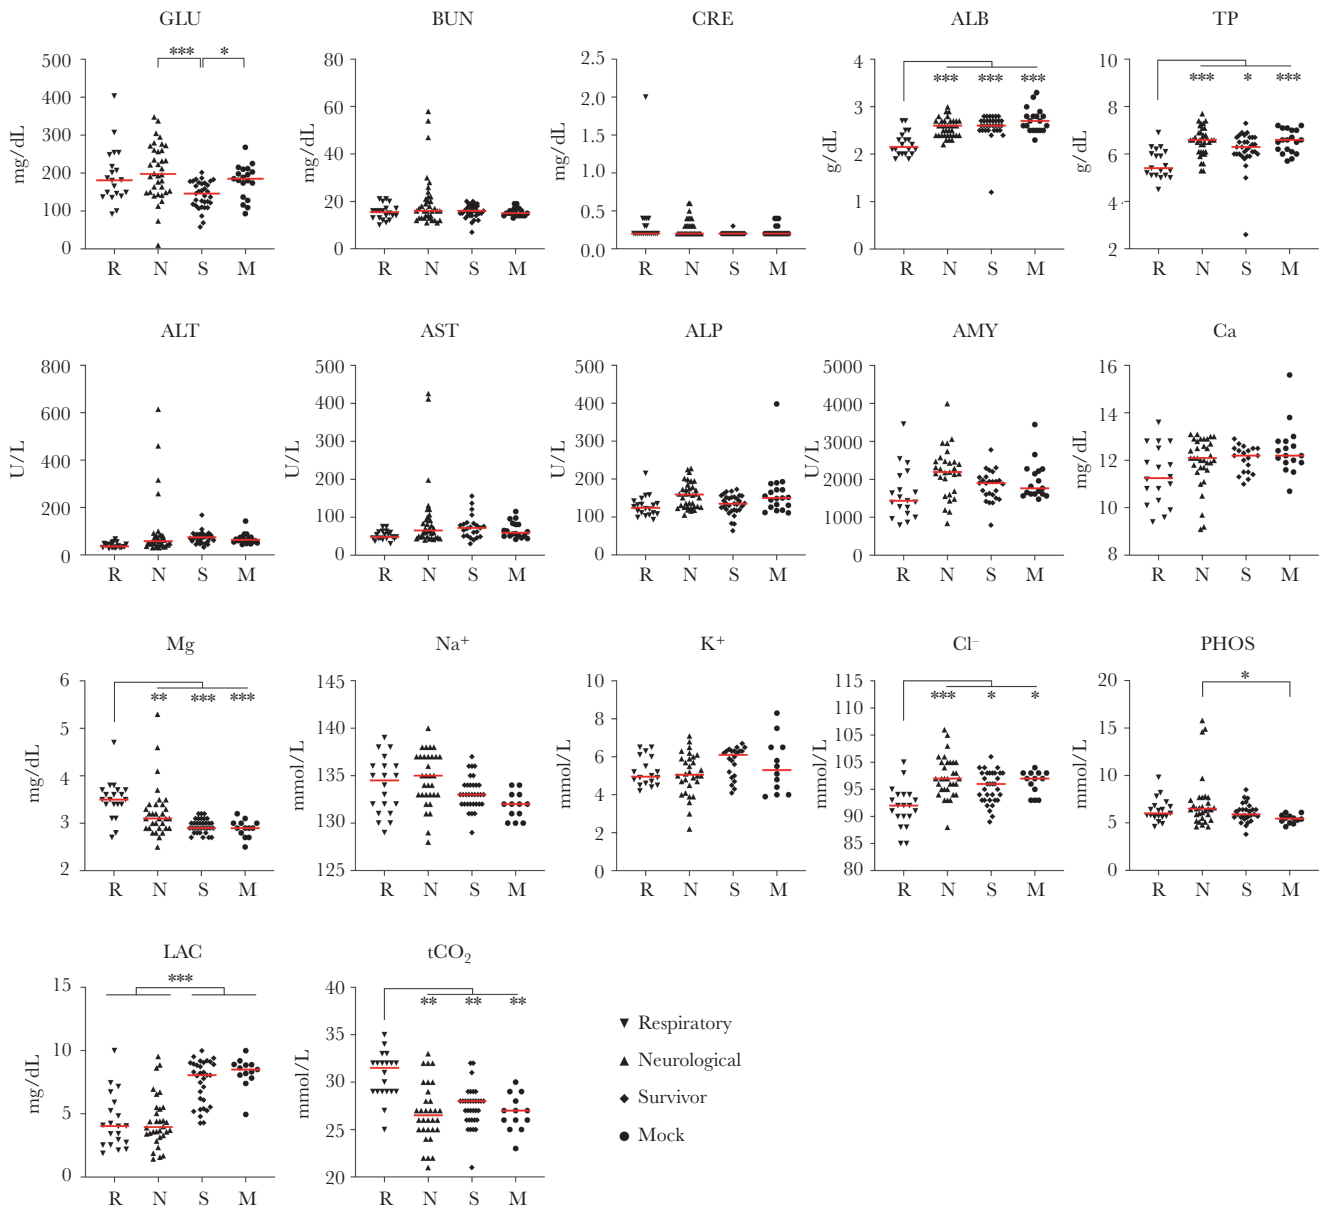 GLU BUN CRE ALB TP
*** *
mg/dL
500
400
300
200
100
0
R N S M
mg/dL
80
60
40
20
0
R N S M
mg/dL
2.5
2.0
1.5
1.0
0.5
0.0
R N S M
*** *** ***
g/dL
4
3
2
1
0
R N S M
*** * ***
g/dL
10
8
6
4
2
R N S M
ALT AST ALP AMY Ca
U/L
800
600
400
200
0
R N S M
U/L
500
400
300
200
100
0
R N S M
U/L
500
400
300
200
100
0
R N S M
U/L
5000
4000
3000
2000
1000
0
R N S M
mg/dL
16
14
12
10
8
R N S M
Mg Na+ K+ Cl– PHOS
** *** ***
mg/dL
6
5
4
3
2
R N S M
mmol/L
145
140
135
130
125
R N S M
mmol/L
10
8
6
4
2
0
R N S M
*** * *
mmol/L
115
110
105
100
95
90
85
80
R N S M
*
mmol/L
20
15
10
5
0
R N S M
LAC tCO2
***
mg/dL
15
10
5
0
R N S M
** ** **
mmol/L
40
35
30
25
20
R N S M
Respiratory
Neurological
Survivor
Mock